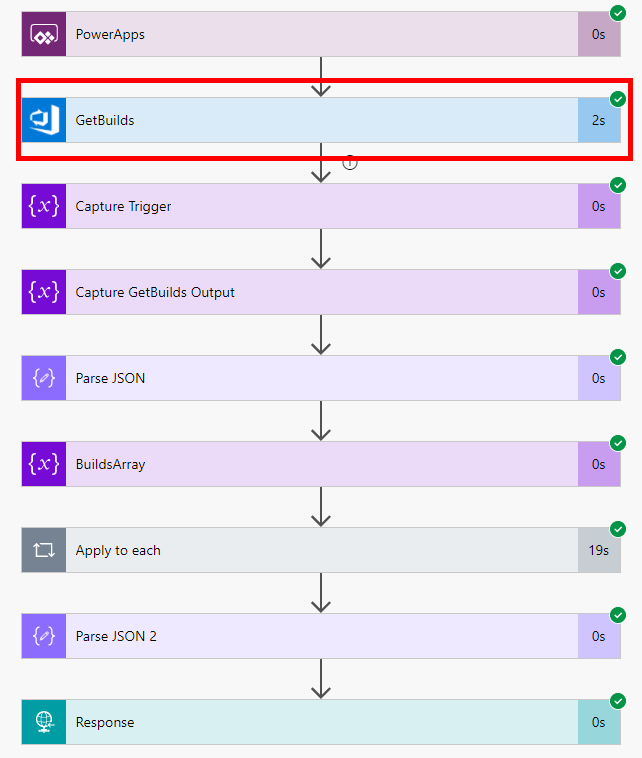 PowerApps 0s
GetBuilds 2s
{x} Capture Trigger 0s
{x} Capture GetBuilds Output 0s
Parse JSON 0s
{x} BuildsArray 0s
Apply to each 19s
Parse JSON 2 0s
Response 0s